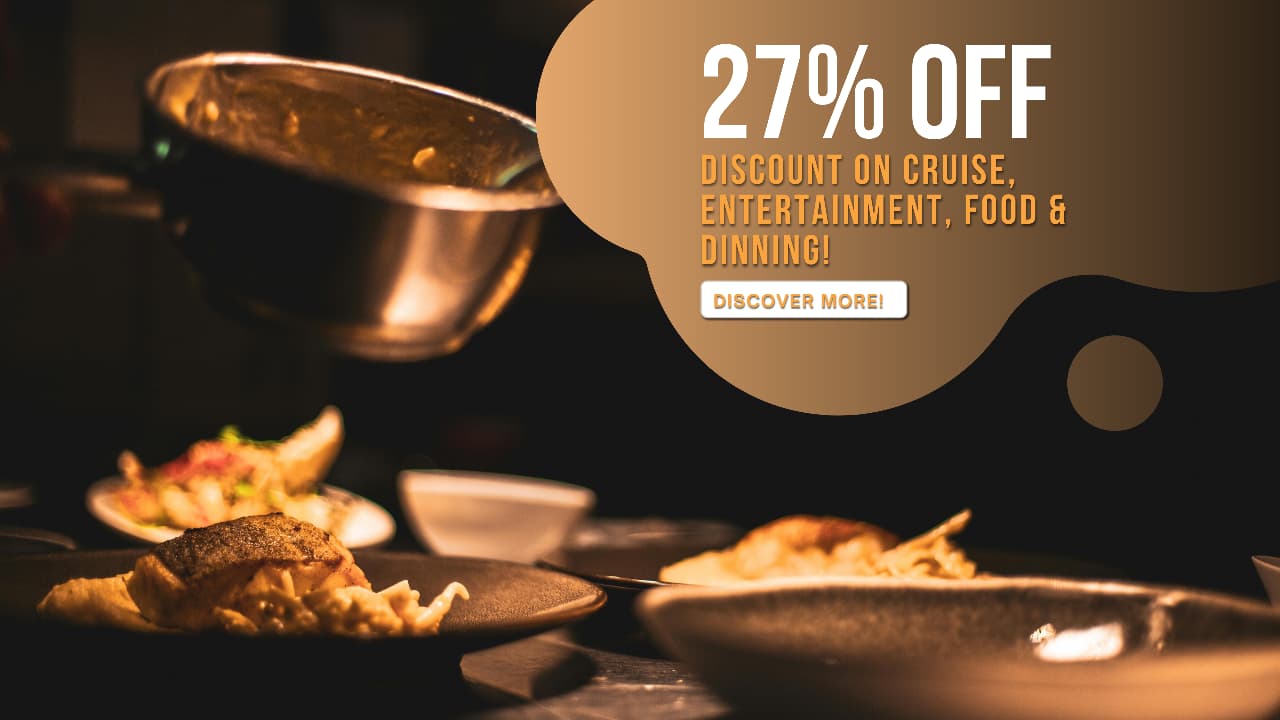 27% OFF
DISCOUNT ON CRUISE,
ENTERTAINMENT, FOOD &
DINNING!
DISCOVER MORE!